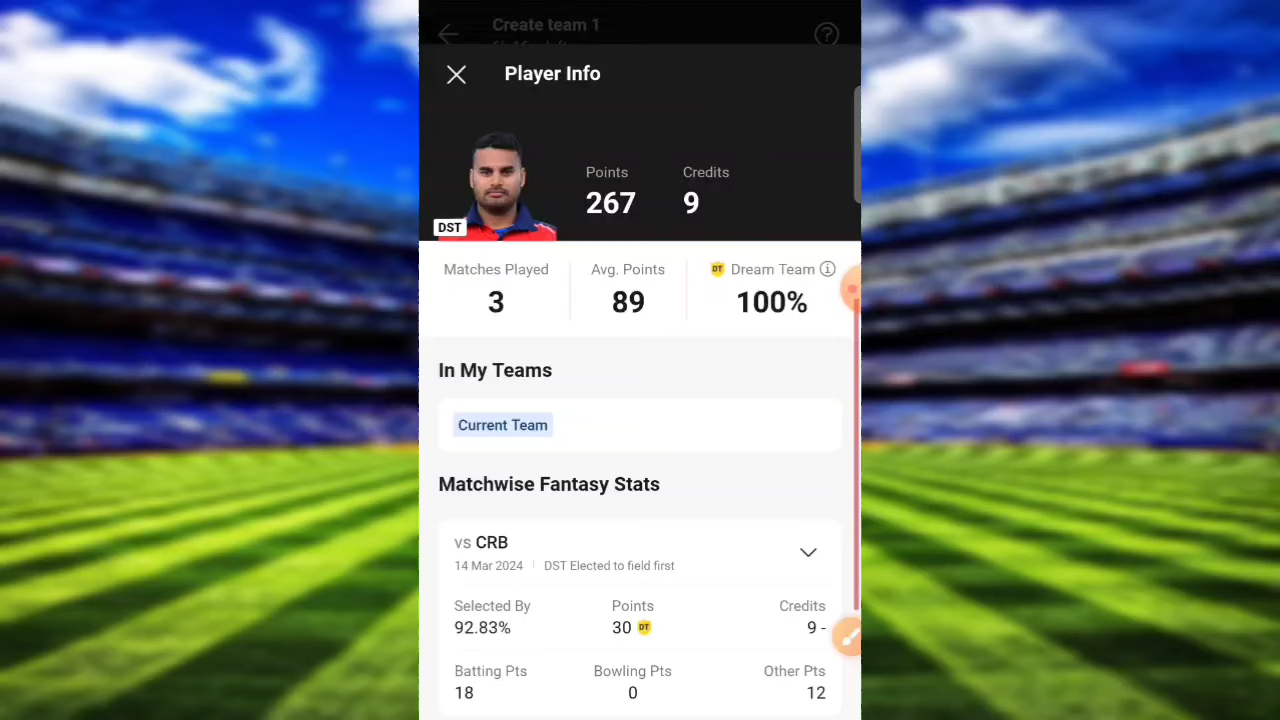 Create team 1
Player Info
Points Credits
267 9
DST
Matches Played Avg. Points DT Dream Team
3 89 100%
In My Teams
Current Team
Matchwise Fantasy Stats
vs CRB
14 Mar 2024 DST Elected to field first
Selected By Points Credits
92.83% 30 DT 9 -
Batting Pts Bowling Pts Other Pts
18 0 12